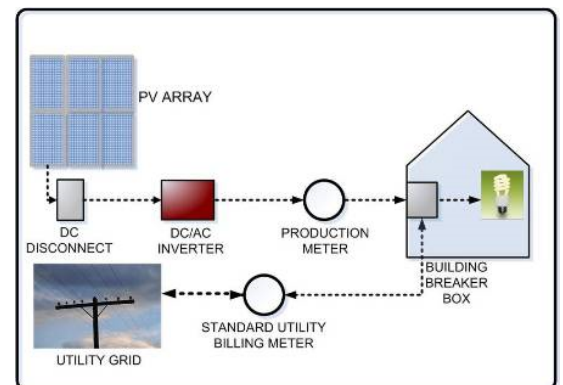 PV ARRAY
DC
DISCONNECT
DC/AC
INVERTER
PRODUCTION
METER
BUILDING
BREAKER
BOX
STANDARD UTILITY
BILLING METER
UTILITY GRID